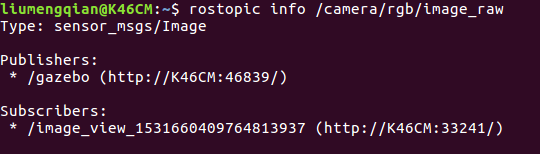 liumengqian@K46CM:~$ rostopic info /camera/rgb/image_raw
Type: sensor_msgs/Image
Publishers:
* /gazebo (http://K46CM:46839/)
Subscribers:
* /image_view_1531660409764813937 (http://K46CM:33241/)